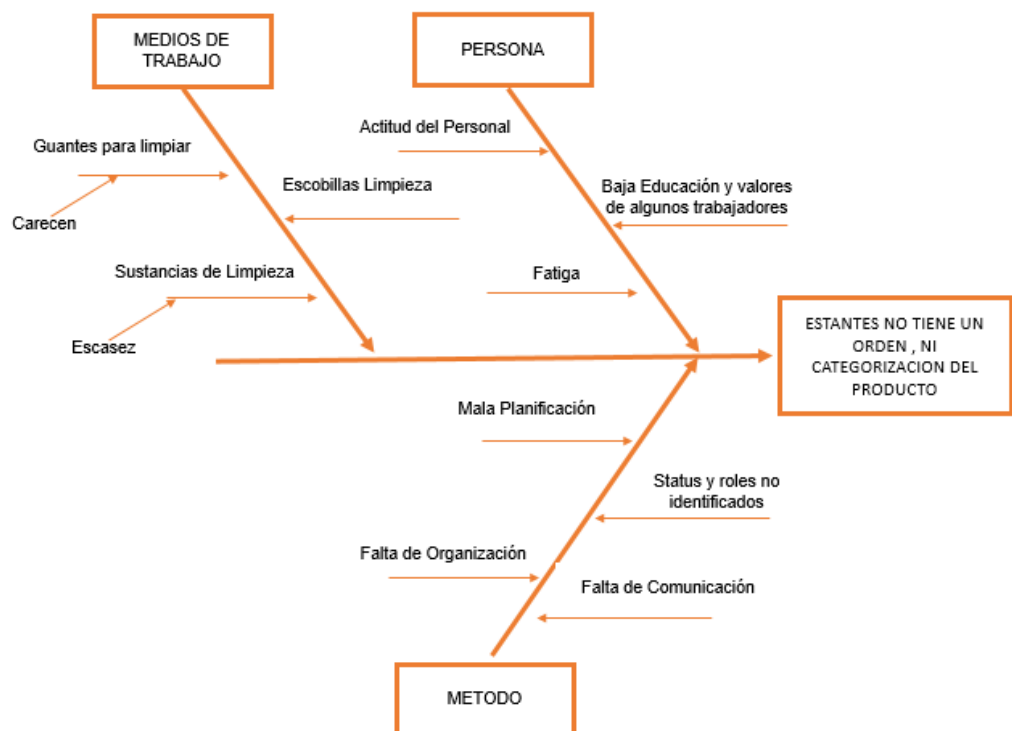 MEDIOS DE
TRABAJO
PERSONA
Actitud del Personal
Guantes para limpiar
Escobillas Limpieza
Baja Educación y valores
de algunos trabajadores
Carecen
Sustancias de Limpieza
Fatiga
Escasez
ESTANTES NO TIENE UN
ORDEN , NI
CATEGORIZACION DEL
PRODUCTO
Mala Planificación
Status y roles no
identificados
Falta de Organización
Falta de Comunicación
METODO